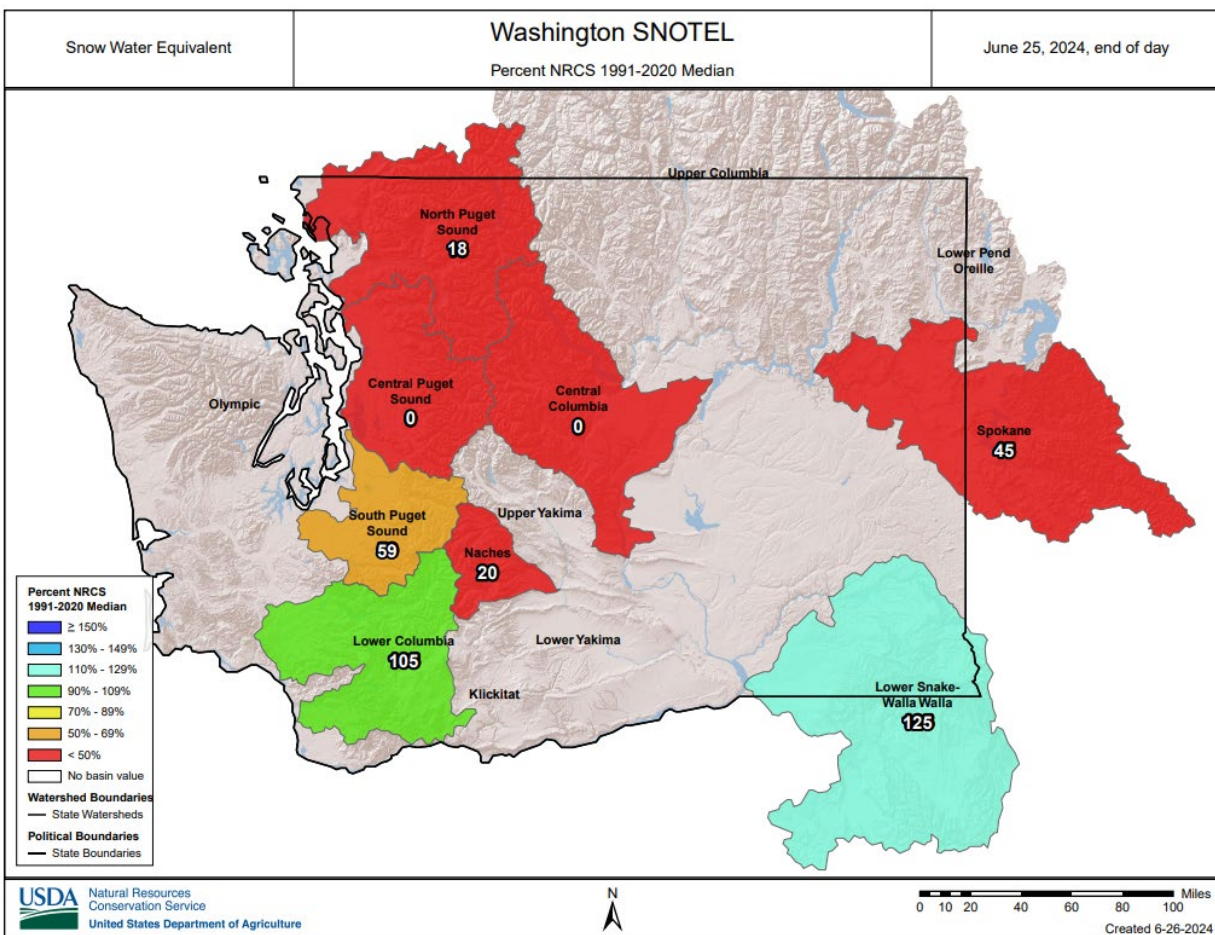 Snow Water Equivalent
Washington SNOTEL
Percent NRCS 1991-2020 Median
June 25, 2024, end of day
Upper Columbia
North Puget
Sound
18
Lower Pend
Oreille
Central Puget
Sound
0
Central
Columbia
0
Olympic
Spokane
45
South Puget
Sound
59
Upper Yakima
Naches
20
Lower Columbia
105
Lower Yakima
Klickitat
Lower Snake-
Walla Walla
125
Percent NRCS
1991-2020 Median
≥ 150%
130% - 149%
110% - 129%
90% - 109%
70% - 89%
50% - 69%
< 50%
No basin value
Watershed Boundaries
State Watersheds
Political Boundaries
State Boundaries
USDA
Natural Resources
Conservation Service
United States Department of Agriculture
N
Miles
0 10 20 40 60 80 100
Created 6-26-2024